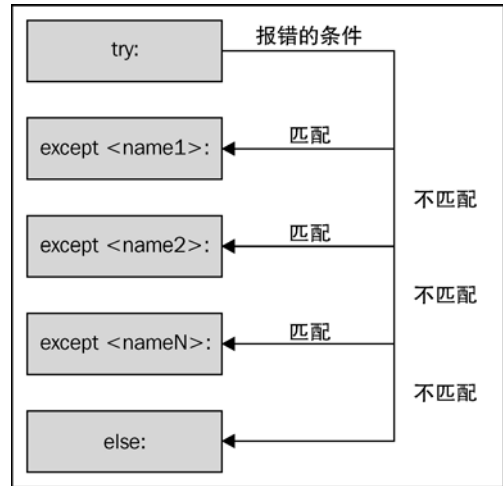 try:
报错的条件
except <name1>:
匹配
不匹配
except <name2>:
匹配
不匹配
except <nameN>:
匹配
不匹配
else: